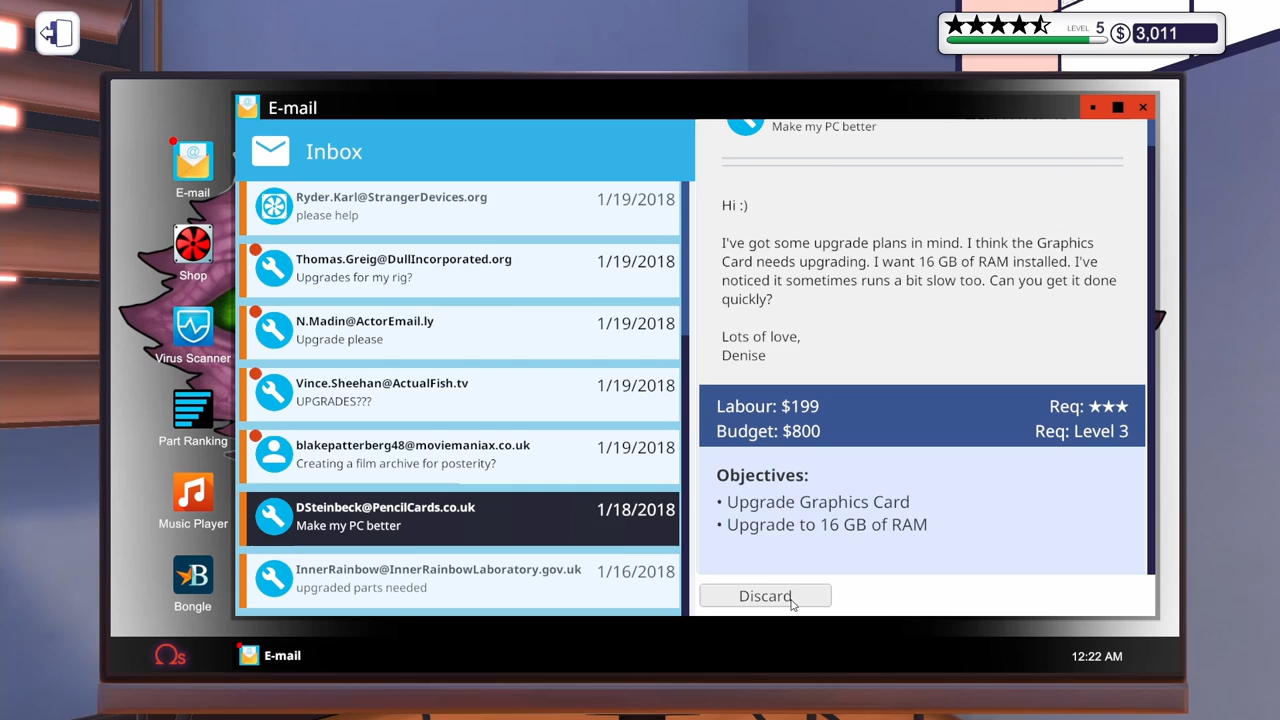 LEVEL 5
$ 3,011
E-mail
Inbox
E-mail
Shop
Virus Scanner
Part Ranking
Music Player
Bongle
Ryder.Karl@StrangerDevices.org 1/19/2018
please help
Thomas.Greig@DullIncorporated.org 1/19/2018
Upgrades for my rig?
N.Madin@ActorEmail.ly 1/19/2018
Upgrade please
Vince.Sheehan@ActualFish.tv 1/19/2018
UPGRADES???
blakepatterberg48@moviemaniax.co.uk 1/19/2018
Creating a film archive for posterity?
DSteinbeck@PencilCards.co.uk 1/18/2018
Make my PC better
InnerRainbow@InnerRainbowLaboratory.gov.uk 1/16/2018
upgraded parts needed
Make my PC better
Hi :)
I've got some upgrade plans in mind. I think the Graphics
Card needs upgrading. I want 16 GB of RAM installed. I've
noticed it sometimes runs a bit slow too. Can you get it done
quickly?
Lots of love,
Denise
Labour: $199 Req: ★★★
Budget: $800 Req: Level 3
Objectives:
• Upgrade Graphics Card
• Upgrade to 16 GB of RAM
Discard
Ωs
E-mail
12:22 AM